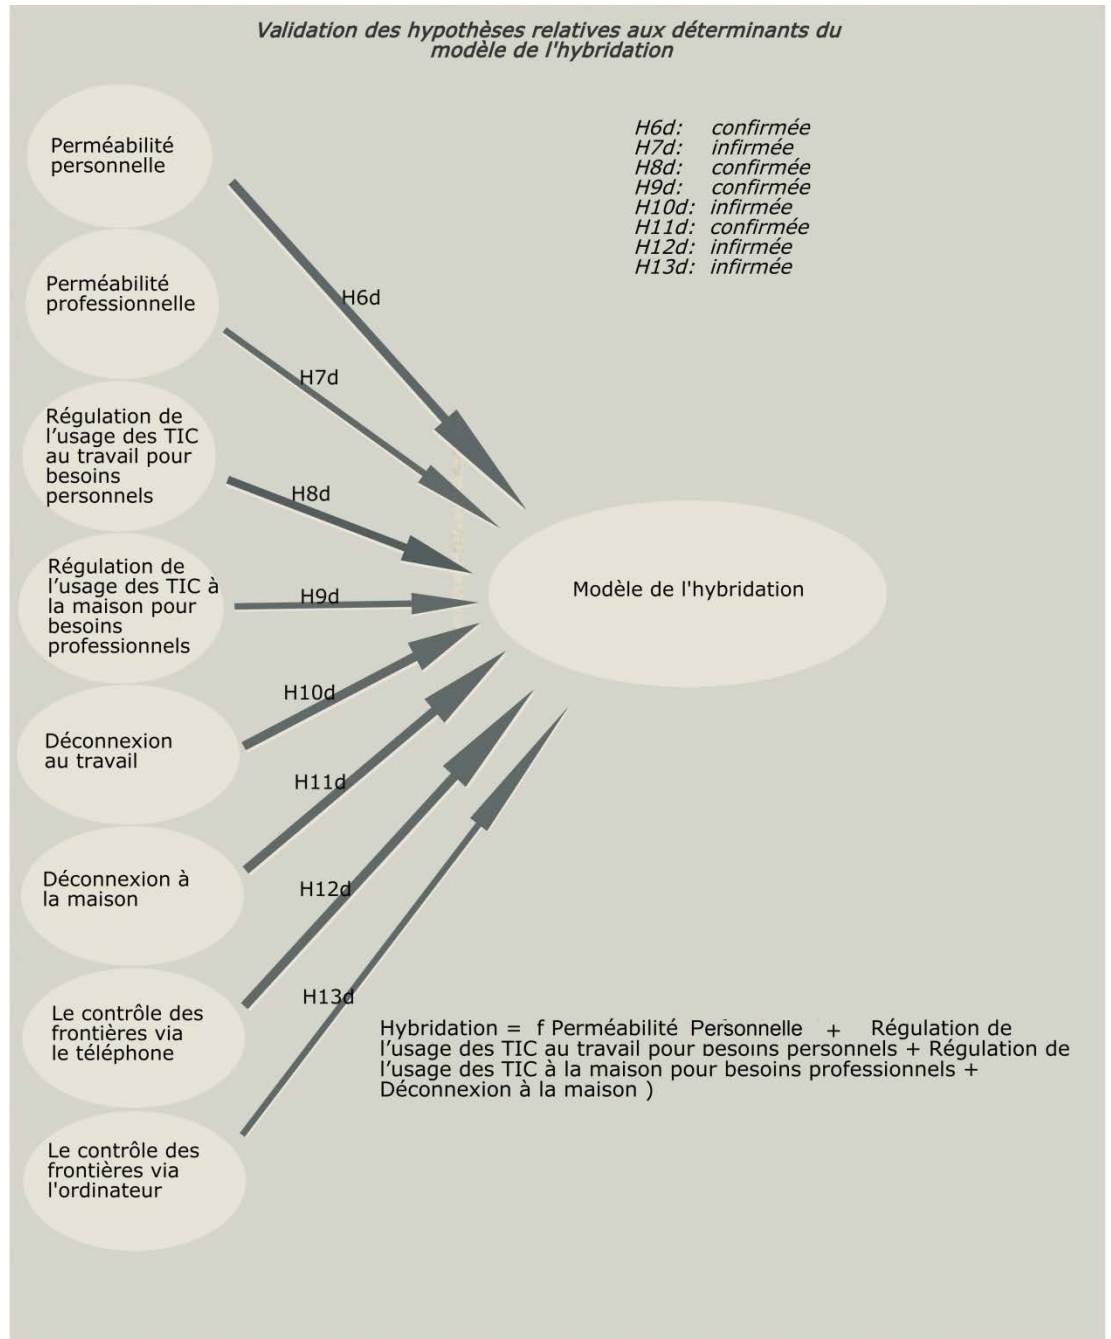 Validation des hypothèses relatives aux déterminants du
modèle de l'hybridation
Perméabilité
personnelle
H6d: confirmée
H7d: infirmée
H8d: confirmée
H9d: confirmée
H10d: infirmée
H11d: confirmée
H12d: infirmée
H13d: infirmée
Perméabilité
professionnelle
H6d
H7d
Régulation de
l’usage des TIC
au travail pour
besoins
personnels
H8d
Régulation de
l’usage des TIC à
la maison pour
besoins
professionnels
H9d
Modèle de l'hybridation
H10d
Déconnexion
au travail
H11d
Déconnexion à
la maison
H12d
H13d
Le contrôle des
frontières via
le téléphone
Hybridation = f Perméabilité Personnelle + Régulation de
l’usage des TIC au travail pour besoins personnels + Régulation de
l’usage des TIC à la maison pour besoins professionnels +
Déconnexion à la maison )
Le contrôle des
frontières via
l'ordinateur